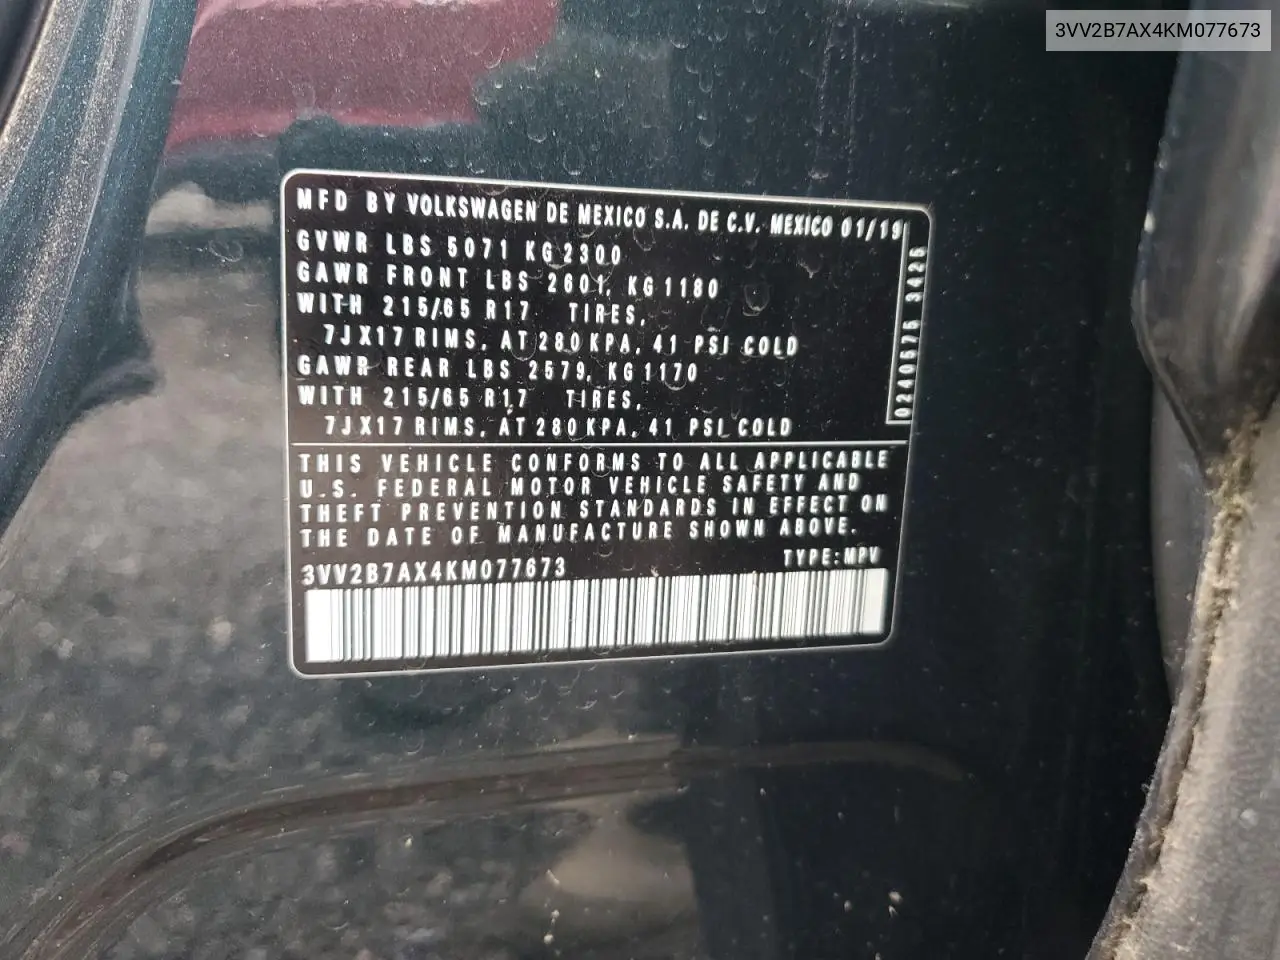 3VV2B7AX4KM077673
MFD BY VOLKSWAGEN DE MEXICO S.A. DE C.V. MEXICO 01/19
GVWR LBS 5071 KG 2300
GAWR FRONT LBS 2601, KG 1180
WITH 215/65 R17 TIRES,
7JX17 RIMS, AT 280 KPA, 41 PSI COLD
GAWR REAR LBS 2579, KG 1170
WITH 215/65 R17 TIRES,
7JX17 RIMS, AT 280 KPA, 41 PSI COLD
0240575 3425
THIS VEHICLE CONFORMS TO ALL APPLICABLE
U.S. FEDERAL MOTOR VEHICLE SAFETY AND
THEFT PREVENTION STANDARDS IN EFFECT ON
THE DATE OF MANUFACTURE SHOWN ABOVE.
3VV2B7AX4KM077673 TYPE:MPV